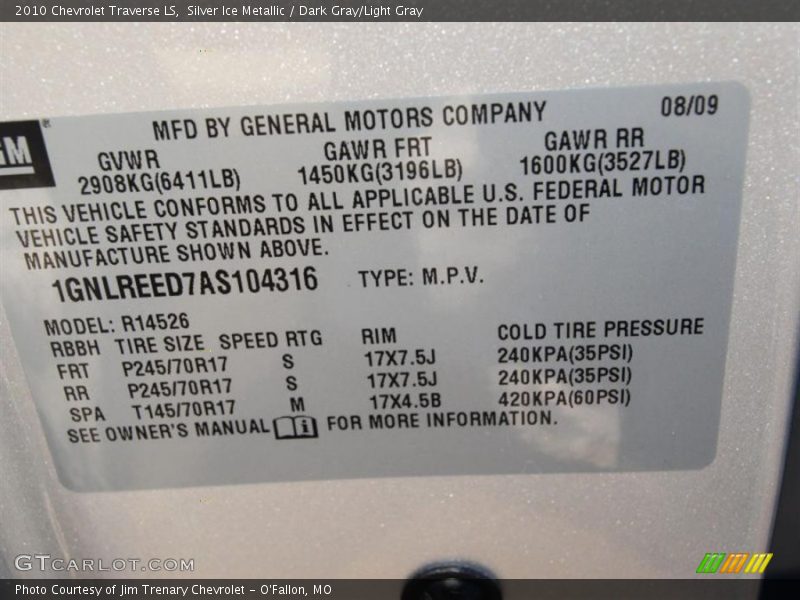 2010 Chevrolet Traverse LS,  Silver Ice Metallic / Dark Gray/Light Gray
GM ®
MFD BY GENERAL MOTORS COMPANY 08/09
GVWR GAWR FRT GAWR RR
2908KG(6411LB) 1450KG(3196LB) 1600KG(3527LB)
THIS VEHICLE CONFORMS TO ALL APPLICABLE U.S. FEDERAL MOTOR
VEHICLE SAFETY STANDARDS IN EFFECT ON THE DATE OF
MANUFACTURE SHOWN ABOVE.
1GNLREED7AS104316 TYPE: M.P.V.
MODEL: R14526
RBBH TIRE SIZE SPEED RTG RIM COLD TIRE PRESSURE
FRT P245/70R17 S 17X7.5J 240KPA(35PSI)
RR P245/70R17 S 17X7.5J 240KPA(35PSI)
SPA T145/70R17 M 17X4.5B 420KPA(60PSI)
SEE OWNER'S MANUAL FOR MORE INFORMATION.
GTCARLOT.COM
Photo Courtesy of Jim Trenary Chevrolet - O'Fallon, MO